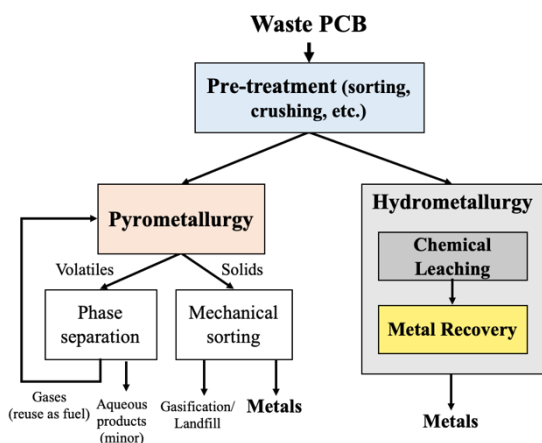 Waste PCB
Pre-treatment (sorting,
crushing, etc.)
Pyrometallurgy
Hydrometallurgy
Chemical
Leaching
Metal Recovery
Volatiles
Solids
Phase
separation
Mechanical
sorting
Gases
(reuse as fuel)
Aqueous
products
(minor)
Gasification/
Landfill
Metals
Metals